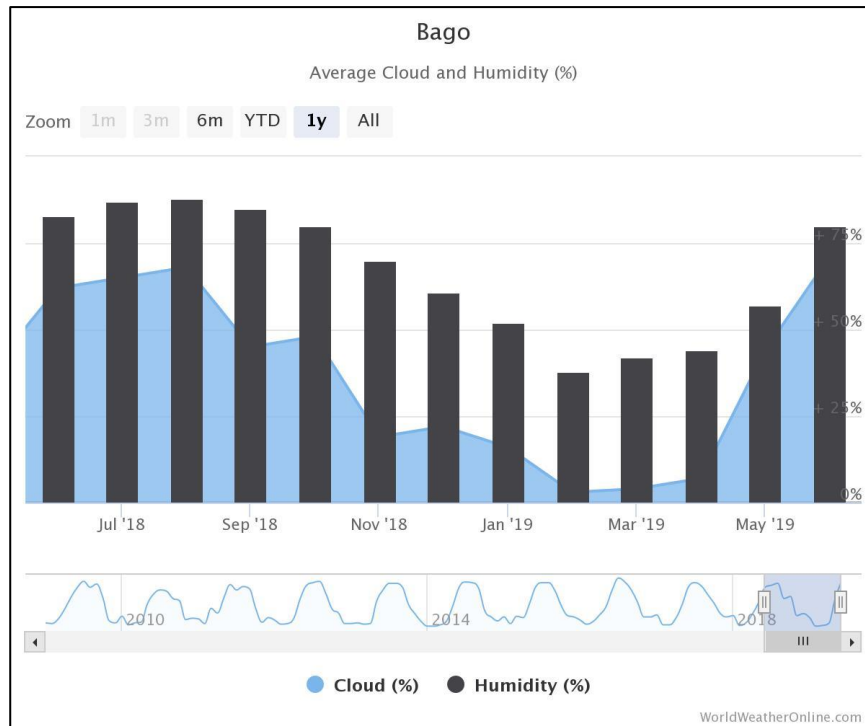 Bago
Average Cloud and Humidity (%)
Zoom 1m 3m 6m YTD 1y All
+ 75%
+ 50%
+ 25%
0%
Jul '18 Sep '18 Nov '18 Jan '19 Mar '19 May '19
2010 2014 2018
Cloud (%) Humidity (%)
WorldWeatherOnline.com